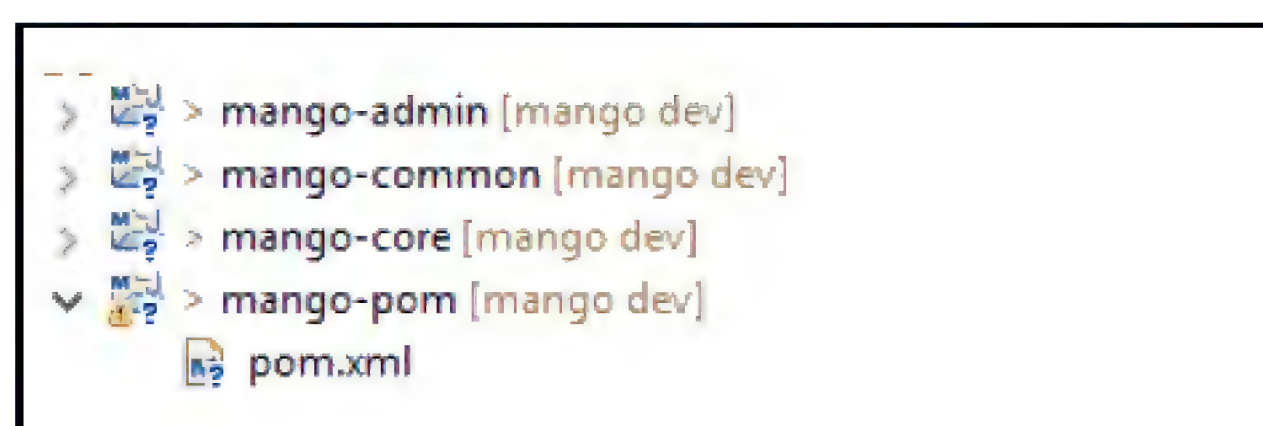 > mango-admin [mango dev]
> mango-common [mango dev]
> mango-core [mango dev]
> mango-pom [mango dev]
pom.xml